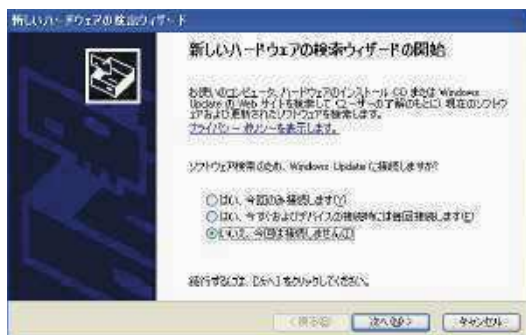 新しいハードウェアの検索ウィザード
新しいハードウェアの検索ウィザードの開始
お使いのコンピュータ、ハードウェアのインストール CD または Windows
Update の Web サイトを検索して (ユーザーの了解のもとに) 現在のソフトウ
ェアおよび更新されたソフトウェアを検索します。
プライバシー ポリシーを表示します。
ソフトウェア検索のため、Windows Update に接続しますか?
はい、今回のみ接続します(Y)
はい、今すぐおよびデバイスの接続時には毎回接続します(E)
いいえ、今回は接続しません(T)
続行するには、[次へ] をクリックしてください。
< 戻る(B) 次へ(N) > キャンセル